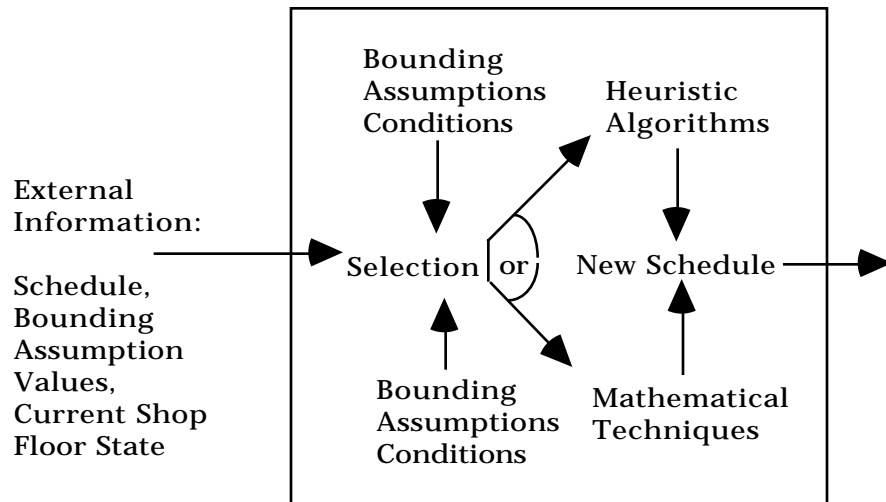 External
Information:
Schedule,
Bounding
Assumption
Values,
Current Shop
Floor State
Bounding
Assumptions
Conditions
Heuristic
Algorithms
Selection
or
New Schedule
Bounding
Assumptions
Conditions
Mathematical
Techniques